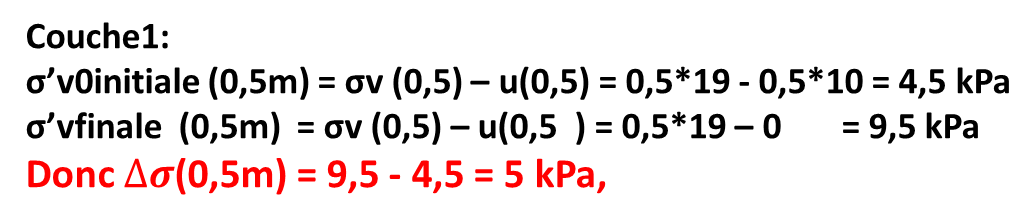 Couche1:
σ’v0initiale (0,5m) = σv (0,5) – u(0,5) = 0,5*19 - 0,5*10 = 4,5 kPa
σ’vfinale (0,5m) = σv (0,5) – u(0,5 ) = 0,5*19 – 0 = 9,5 kPa
Donc Δσ(0,5m) = 9,5 - 4,5 = 5 kPa,